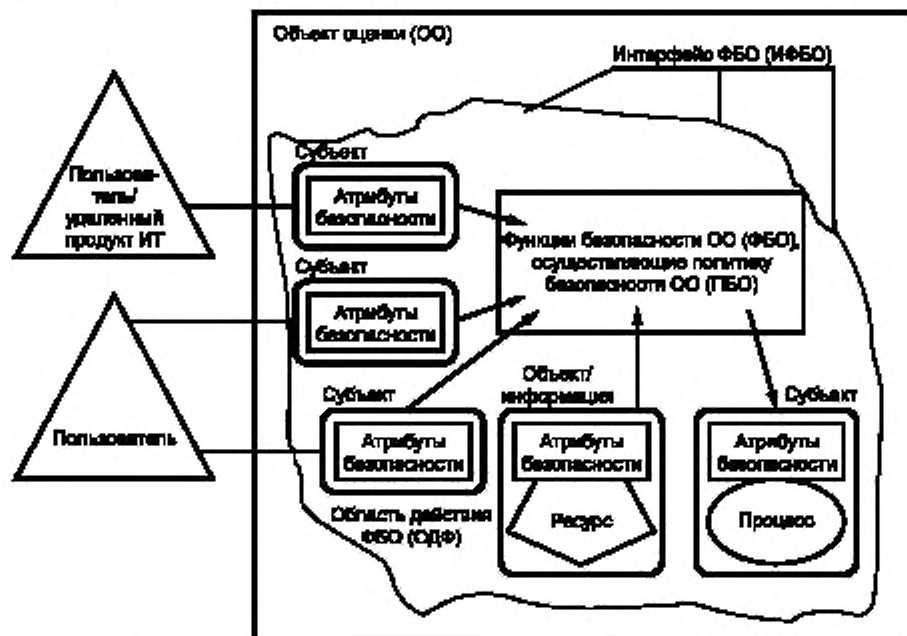 Объект оценки (ОО)
Интерфейс ФБО (ИФБО)
Субъект
Атрибуты
безопасности
Пользова-
тель/
удаленный
продукт ИТ
Функции безопасности ОО (ФБО),
осуществляющие политику
безопасности ОО (ПБО)
Субъект
Атрибуты
безопасности
Пользователь
Субъект
Атрибуты
безопасности
Объект/
информация
Атрибуты
безопасности
Ресурс
Субъект
Атрибуты
безопасности
Процесс
Область действия
ФБО (ОДФ)